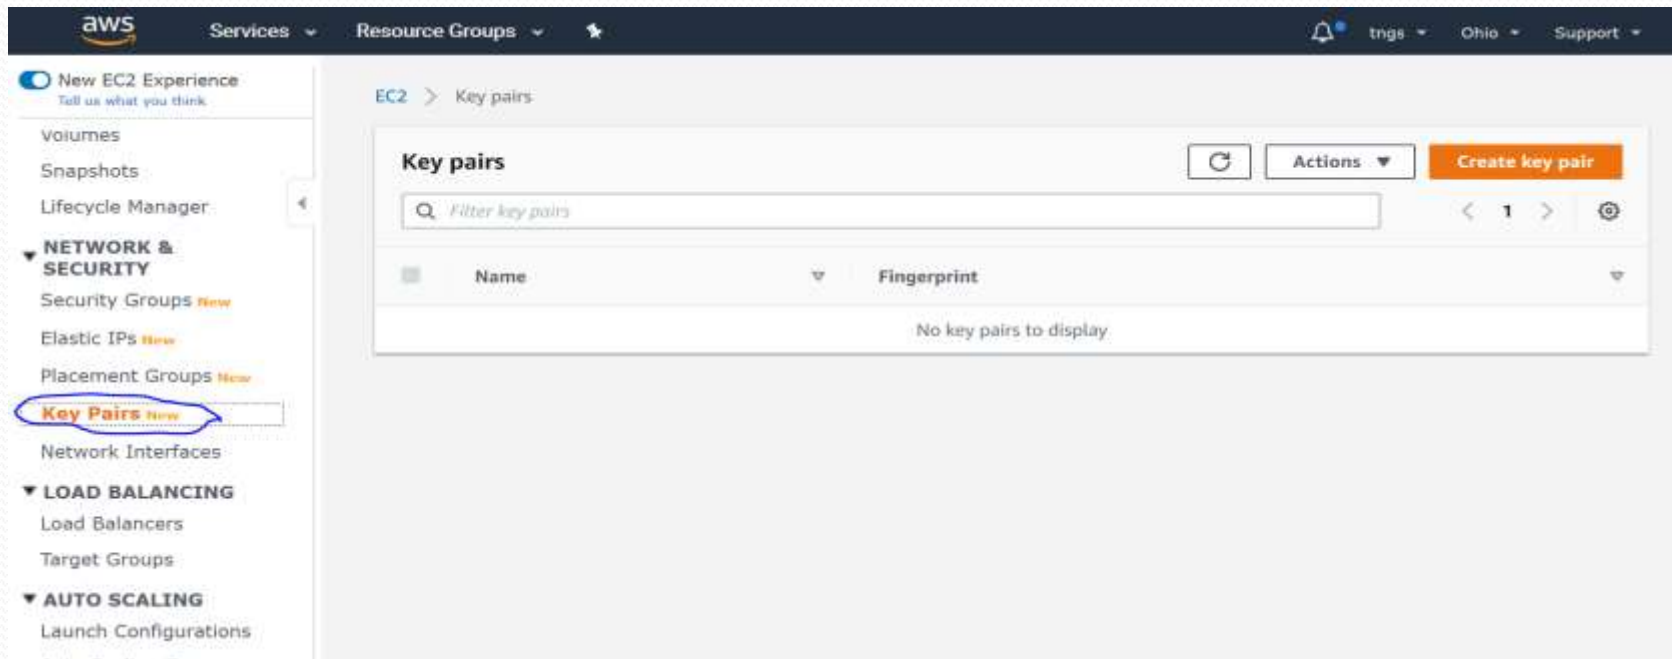 aws Services Resource Groups tngs Ohio Support
New EC2 Experience
Tell us what you think
Volumes
Snapshots
Lifecycle Manager
NETWORK &
SECURITY
Security Groups New
Elastic IPs New
Placement Groups New
Key Pairs New
Network Interfaces
LOAD BALANCING
Load Balancers
Target Groups
AUTO SCALING
Launch Configurations
EC2 > Key pairs
Key pairs Actions Create key pair
Filter key pairs < 1 >
Name Fingerprint
No key pairs to display